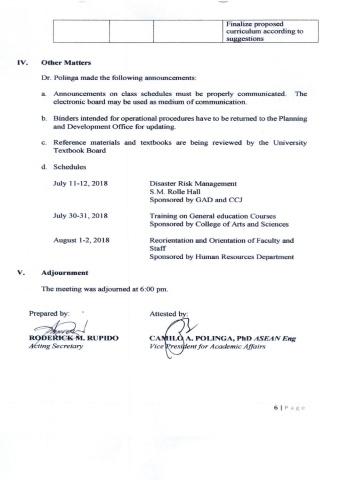 Finalize proposed
curriculum according to
suggestions
IV. Other Matters
Dr. Polinga made the following announcements:
a. Announcements on class schedules must be properly communicated. The
electronic board may be used as medium of communication.
b. Binders intended for operational procedures have to be returned to the Planning
and Development Office for updating.
c. Reference materials and textbooks are being reviewed by the University
Textbook Board
d. Schedules
July 11-12, 2018 Disaster Risk Management
S.M. Rolle Hall
Sponsored by GAD and CCJ
July 30-31, 2018 Training on General education Courses
Sponsored by College of Arts and Sciences
August 1-2, 2018 Reorientation and Orientation of Faculty and
Staff
Sponsored by Human Resources Department
V. Adjournment
The meeting was adjourned at 6:00 pm.
Prepared by: Attested by:
RODERICK M. RUPIDO CAMILO A. POLINGA, PhD ASEAN Eng
Acting Secretary Vice President for Academic Affairs
6 | Page